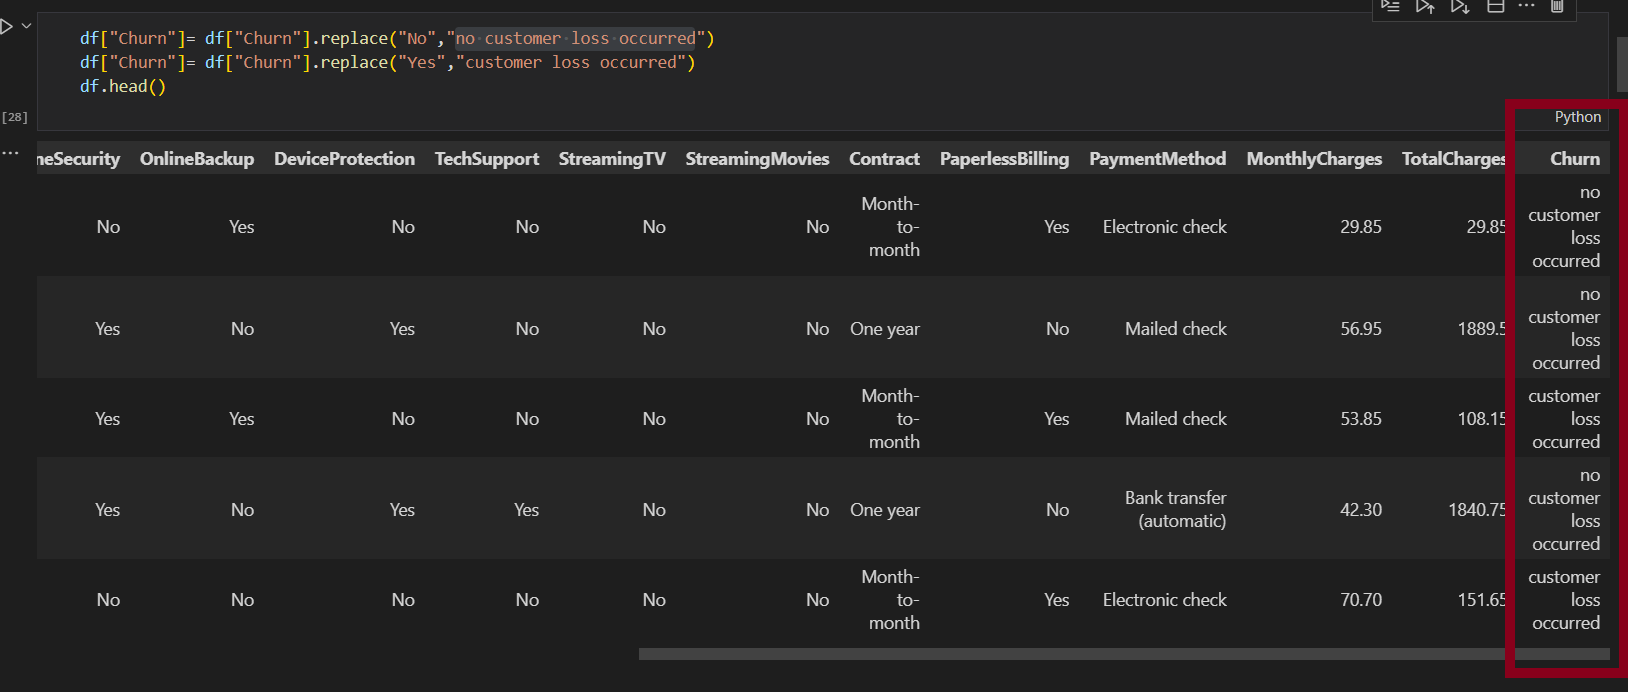 df["Churn"]= df["Churn"].replace("No","no customer loss occurred")
df["Churn"]= df["Churn"].replace("Yes","customer loss occurred")
df.head()
[28]
Python
neSecurity OnlineBackup DeviceProtection TechSupport StreamingTV StreamingMovies Contract PaperlessBilling PaymentMethod MonthlyCharges TotalCharges Churn
No Yes No No No No Month-to-month Yes Electronic check 29.85 29.85 no customer loss occurred
Yes No Yes No No No One year No Mailed check 56.95 1889.5 no customer loss occurred
Yes Yes No No No No Month-to-month Yes Mailed check 53.85 108.15 customer loss occurred
Yes No Yes Yes No No One year No Bank transfer (automatic) 42.30 1840.75 no customer loss occurred
No No No No No No Month-to-month Yes Electronic check 70.70 151.65 customer loss occurred